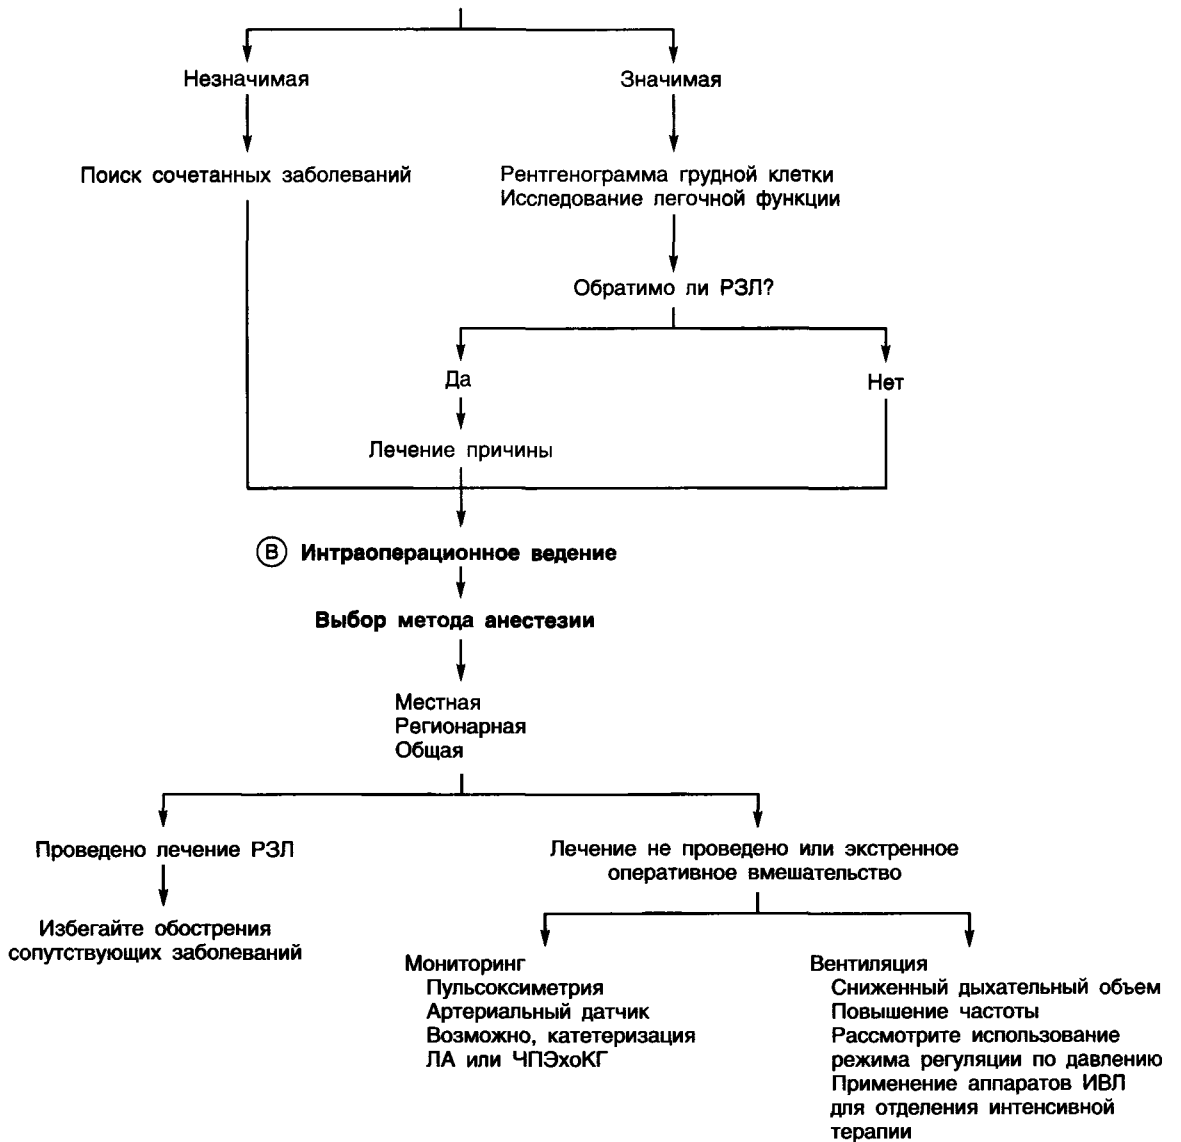 Незначимая
Значимая
Поиск сочетанных заболеваний
Рентгенограмма грудной клетки
Исследование легочной функции
Обратимо ли РЗЛ?
Да
Нет
Лечение причины
В Интраоперационное ведение
Выбор метода анестезии
Местная
Регионарная
Общая
Проведено лечение РЗЛ
Избегайте обострения
сопутствующих заболеваний
Лечение не проведено или экстренное
оперативное вмешательство
Мониторинг
Пульсоксиметрия
Артериальный датчик
Возможно, катетеризация
ЛА или ЧПЭхоКГ
Вентиляция
Сниженный дыхательный объем
Повышение частоты
Рассмотрите использование
режима регуляции по давлению
Применение аппаратов ИВЛ
для отделения интенсивной
терапии